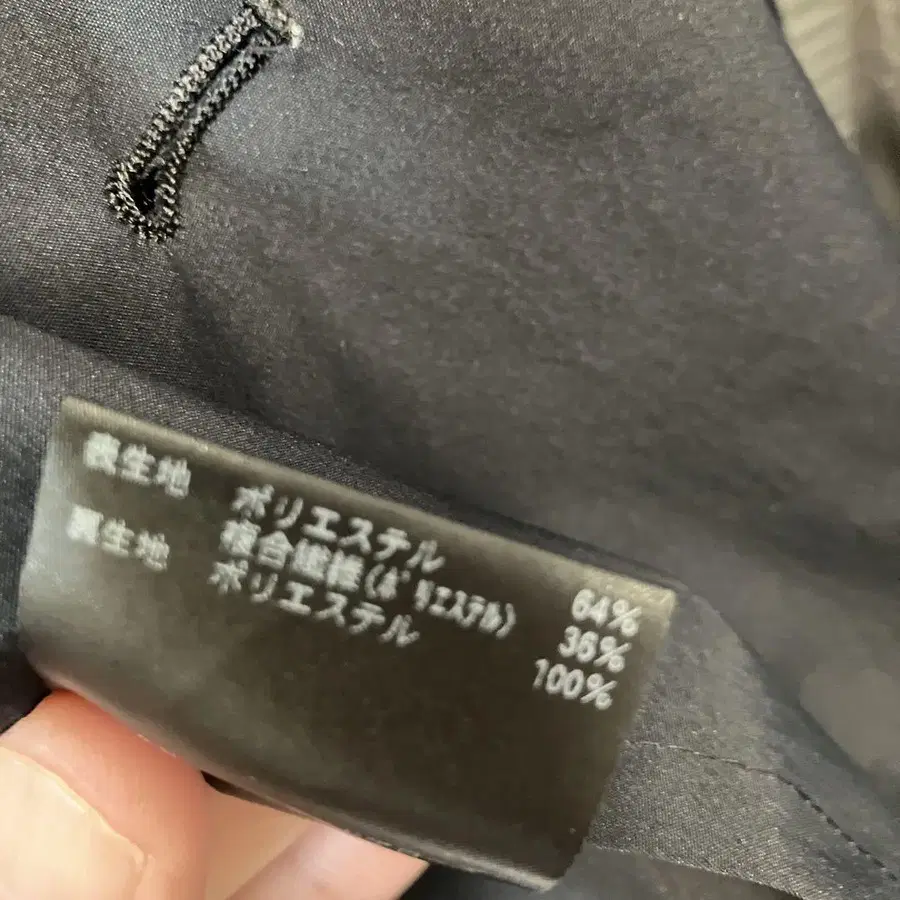 表生地 ポリエステル 64%
複合繊維(ポリエステル) 36%
裏生地 ポリエステル 100%